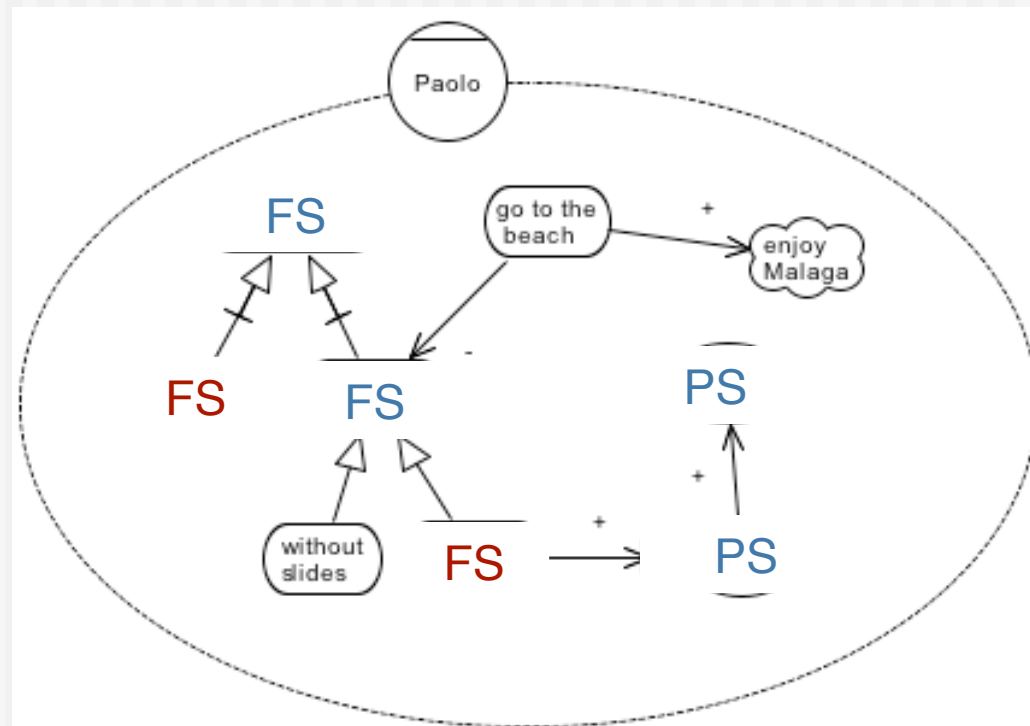 Paolo
FS
go to the
beach
+
enjoy
Malaga
-
FS
FS
PS
+
without
slides
FS
+
PS